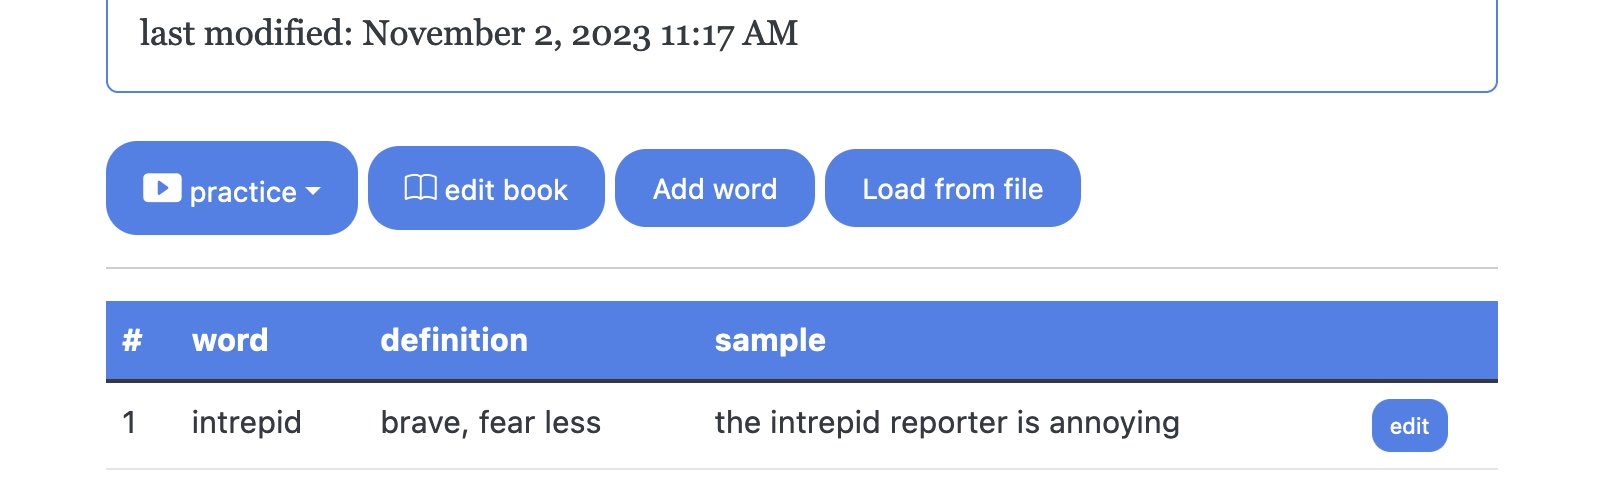 last modified: November 2, 2023 11:17 AM
practice edit book Add word Load from file
# word definition sample
1 intrepid brave, fear less the intrepid reporter is annoying edit